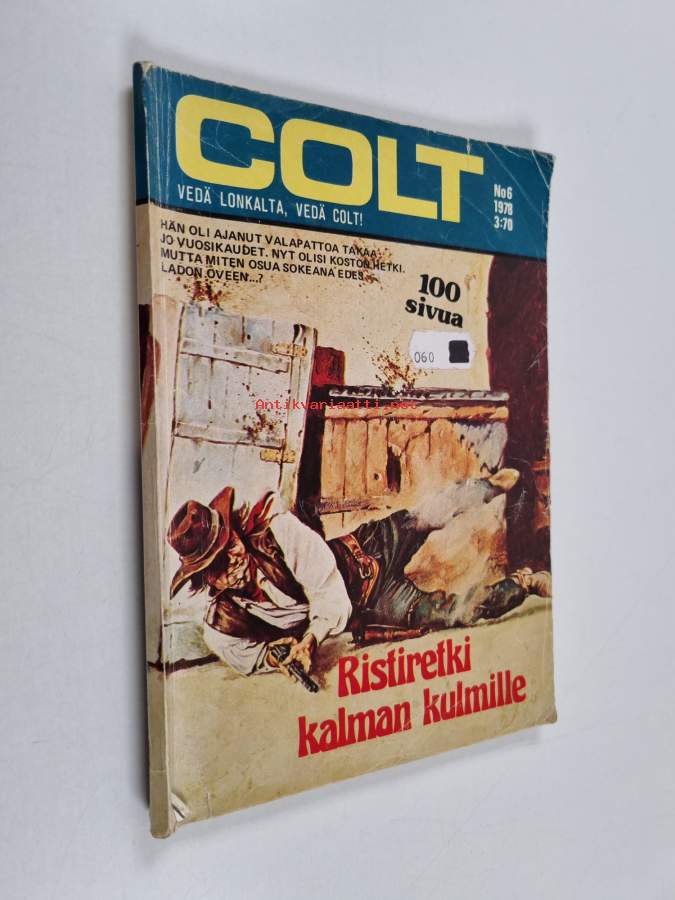 COLT
VEDÄ LONKALTA, VEDÄ COLT!
No 6
1978
3:70
HÄN OLI AJANUT VALAPATTOA TAKAA
JO VUOSIKAUDET. NYT OLISI KOSTON HETKI.
MUTTA MITEN OSUA SOKEANA EDES
LADON OVEEN...?
100
sivua
060
Antikvariaatti.net
Ristiretki
kalman kulmille